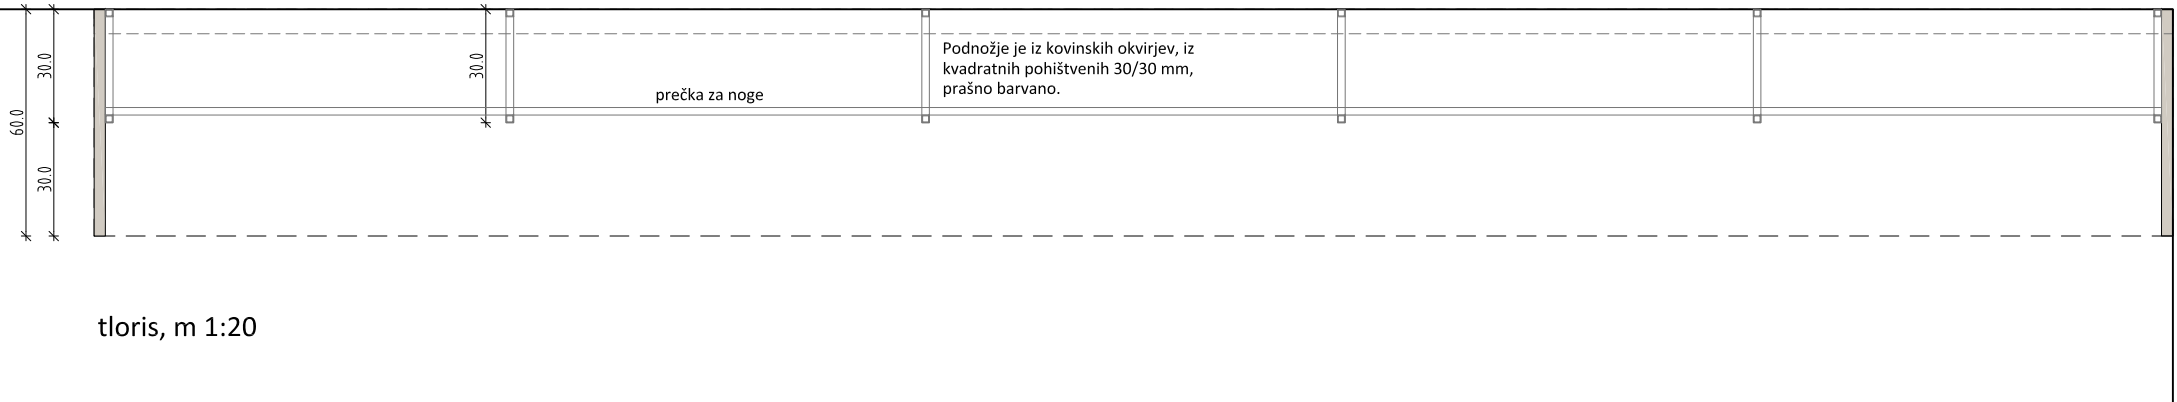 60.0
30.0
30.0
30.0
prečka za noge
Podnožje je iz kovinskih okvirjev, iz
kvadratnih pohištvenih 30/30 mm,
prašno barvano.
tloris, m 1:20